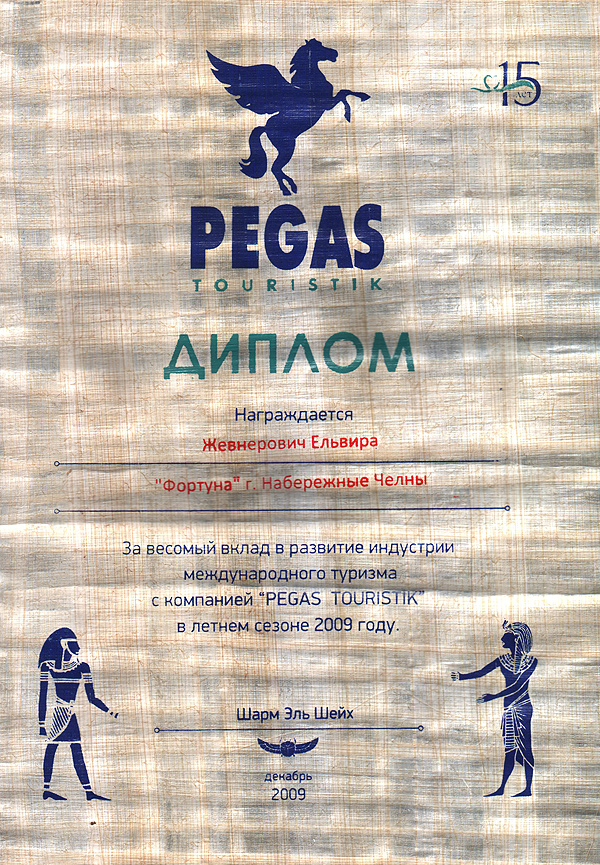 15
лет
PEGAS
TOURISTIK
ДИПЛОМ
Награждается
Жевнерович Ельвира
"Фортуна" г. Набережные Челны
За весомый вклад в развитие индустрии
международного туризма
с компанией “PEGAS TOURISTIK”
в летнем сезоне 2009 году.
Шарм Эль Шейх
декабрь
2009